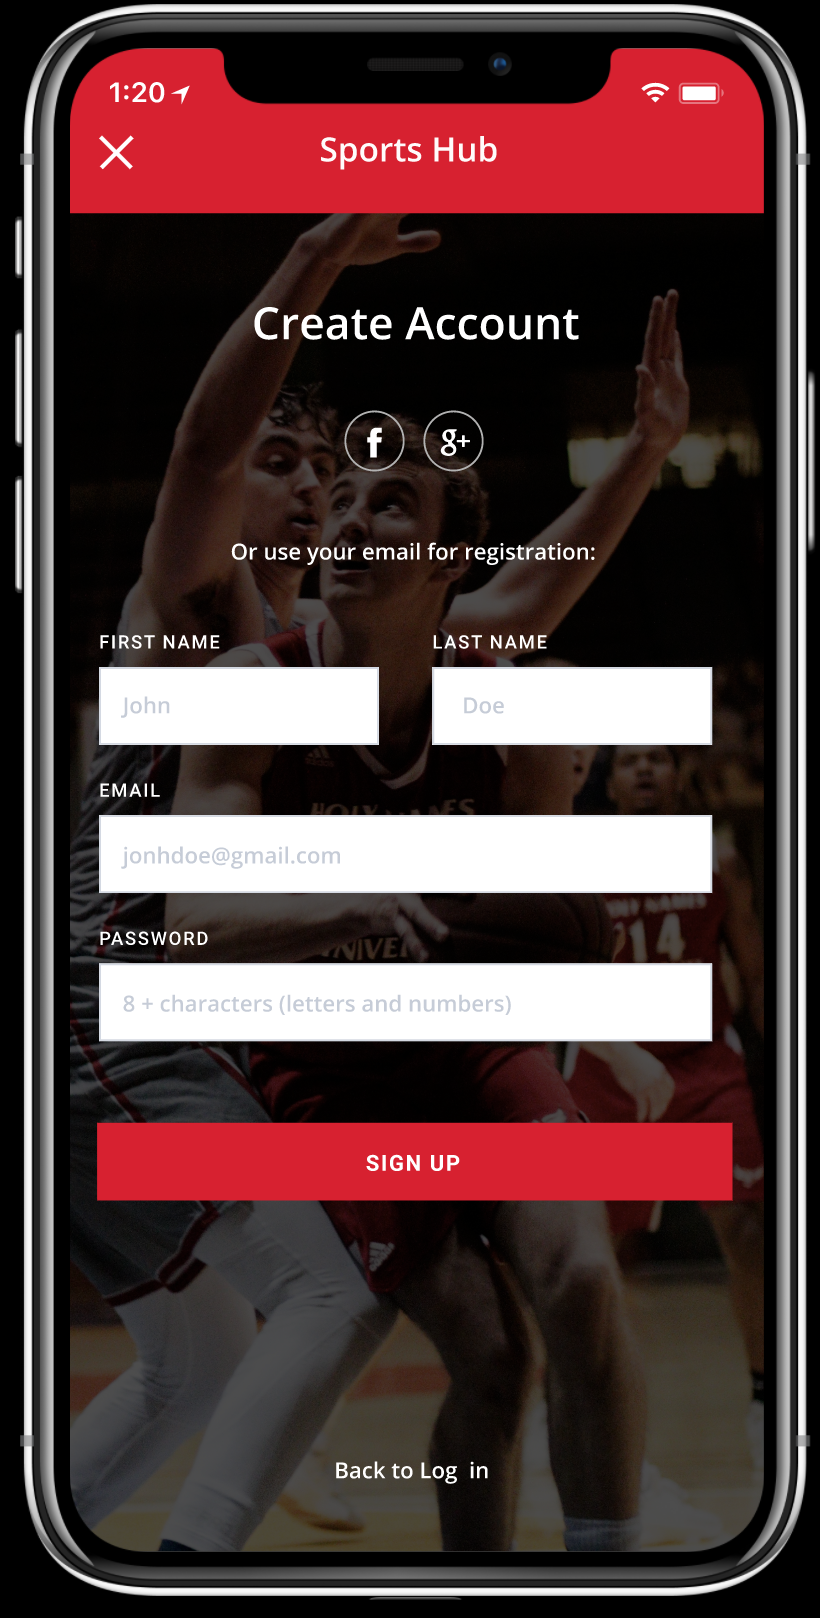 1:20
Sports Hub
Create Account
f g+
Or use your email for registration:
FIRST NAME LAST NAME
John Doe
EMAIL
jonhdoe@gmail.com
PASSWORD
14
8 + characters (letters and numbers)
SIGN UP
Back to Log in